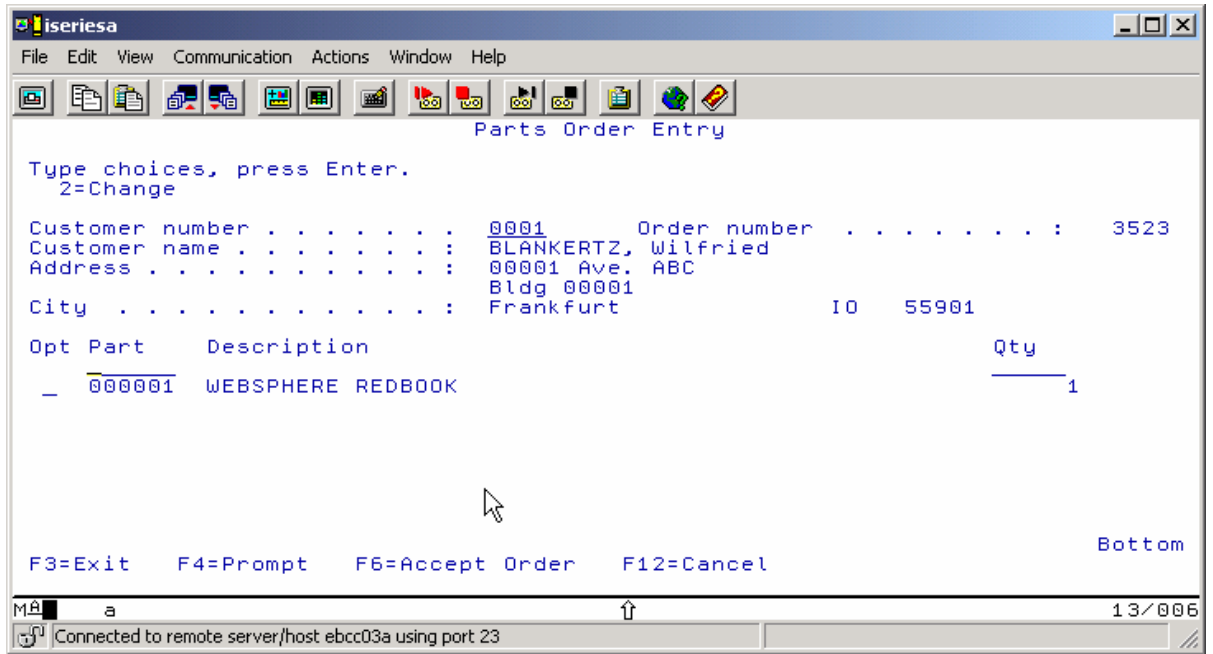 iseriesa
File Edit View Communication Actions Window Help
Parts Order Entry
Type choices, press Enter.
2=Change
Customer number . . . . . . . 0001 Order number . . . . . . . : 3523
Customer name . . . . . . . : BLANKERTZ, Wilfried
Address . . . . . . . . . . : 00001 Ave. ABC
Bldg 00001
City . . . . . . . . . . . : Frankfurt IO 55901
Opt Part Description Qty
000001 WEBSPHERE REDBOOK 1
Bottom
F3=Exit F4=Prompt F6=Accept Order F12=Cancel
MA a 13/006
Connected to remote server/host ebcc03a using port 23